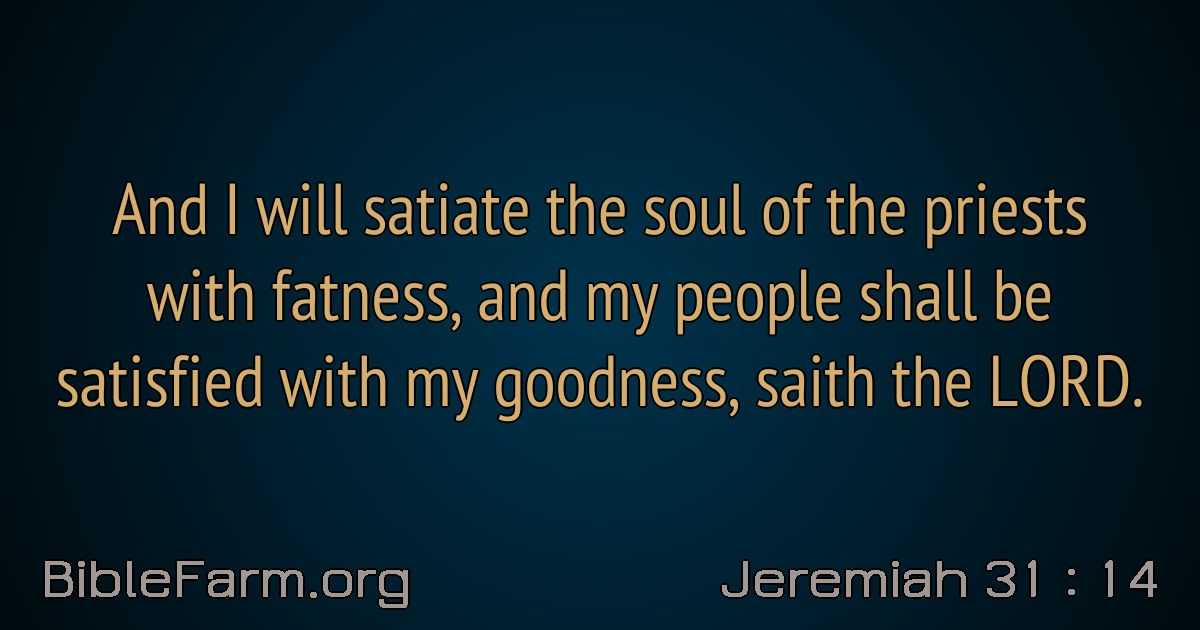 And I will satiate the soul of the priests
with fatness, and my people shall be
satisfied with my goodness, saith the LORD.
BibleFarm.org
Jeremiah 31 : 14